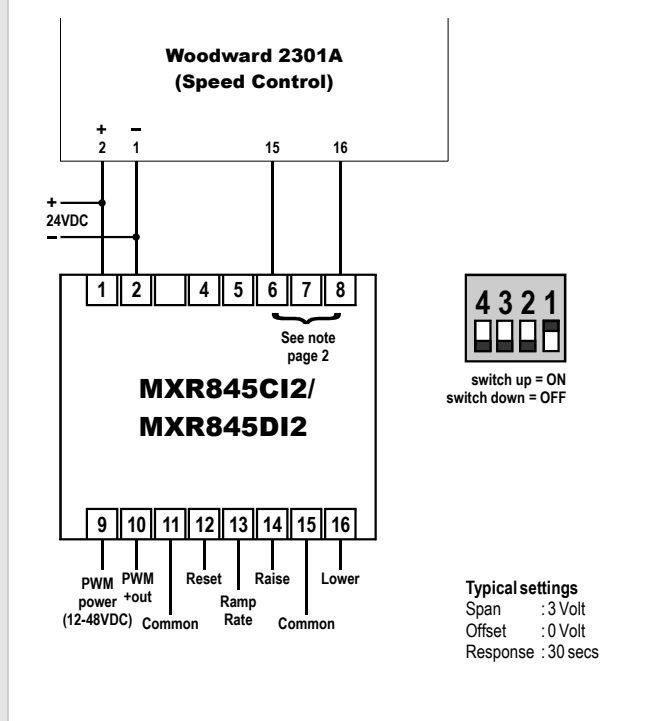 Woodward 2301A
(Speed Control)
+ −
2 1 15 16
+
24VDC
−
1 2 4 5 6 7 8
See note
page 2
4 3 2 1
switch up = ON
switch down = OFF
MXR845CI2/
MXR845DI2
9 10 11 12 13 14 15 16
PWM
power
(12-48VDC)
PWM
+out
Common
Reset
Ramp
Rate
Raise
Common
Lower
Typical settings
Span : 3 Volt
Offset : 0 Volt
Response : 30 secs